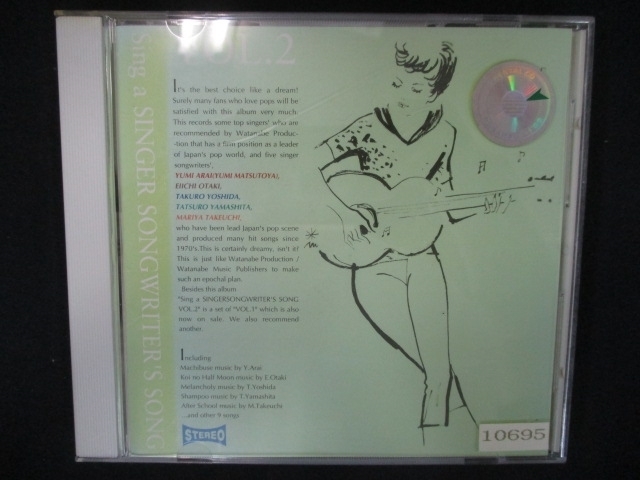 Sing a SINGER SONGWRITER'S SONG
VOL.2
It's the best choice like a dream!
Surely many fans who love pops will be
satisfied with this album very much.
This records some top singers' who are
recommended by Watanabe Produc-
-tion that has a firm position as a leader
of Japan's pop world, and five singer
songwriters',
YUMI ARAI(YUMI MATSUTOYA),
EIICHI OTAKI,
TAKURO YOSHIDA,
TATSURO YAMASHITA,
MARIYA TAKEUCHI,
who have been lead Japan's pop scene
and produced many hit songs since
1970's.This is certainly dreamy, isn't it?
This is just like Watanabe Production /
Watanabe Music Publishers to make
such an epochal plan.
Besides this album
"Sing a SINGERSONGWRITER'S SONG
VOL.2" is a set of "VOL.1" which is also
now on sale. We also recommend
another.
Including
Machibuse music by Y.Arai
Koi no Half Moon music by E.Otaki
Melancholy music by T.Yoshida
Shampoo music by T.Yamashita
After School music by M.Takeuchi
...and other 9 songs
STEREO
10695